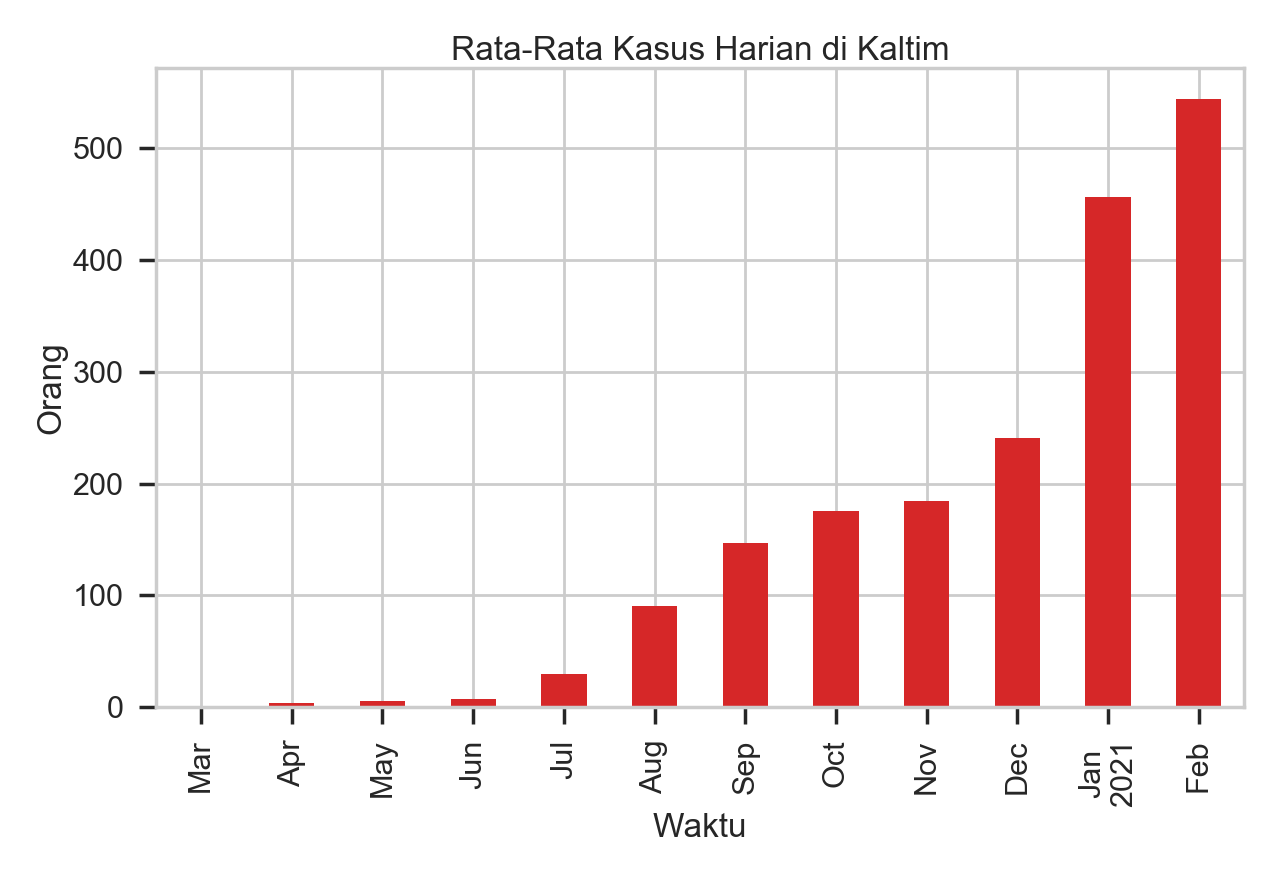 Rata-Rata Kasus Harian di Kaltim
Orang
500
400
300
200
100
0
Mar
Apr
May
Jun
Jul
Aug
Sep
Oct
Nov
Dec
Jan
2021
Feb
Waktu